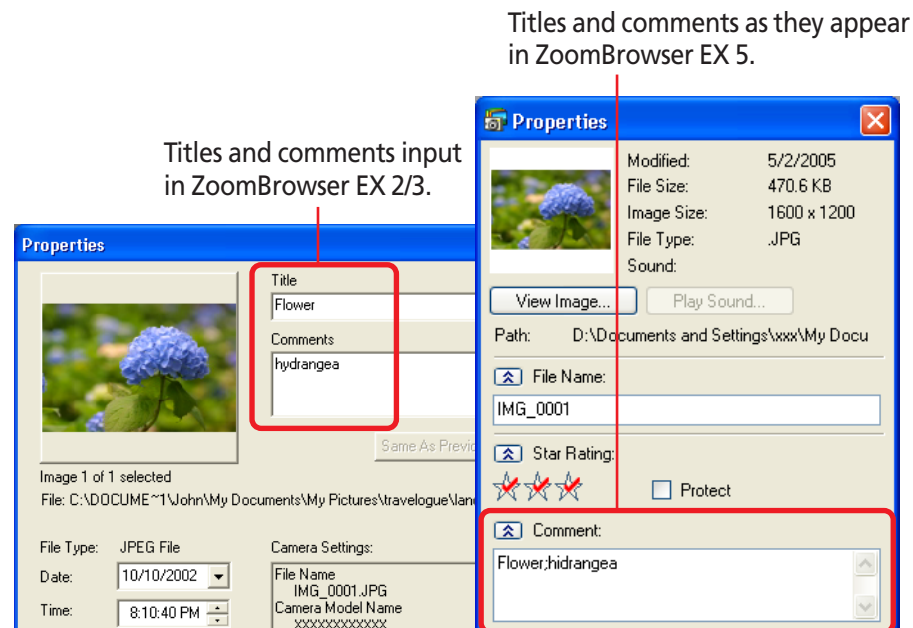 Titles and comments as they appear
in ZoomBrowser EX 5.
Titles and comments input
in ZoomBrowser EX 2/3.
Properties
Title
Flower
Comments
hydrangea
Same As Previo
Image 1 of 1 selected
File: C:\DOCUME~1\John\My Documents\My Pictures\travelogue\lan
File Type: JPEG File
Date: 10/10/2002
Time: 8:10:40 PM
Camera Settings:
File Name
IMG_0001.JPG
Camera Model Name
XXXXXXXXXXXX
Properties
Modified: 5/2/2005
File Size: 470.6 KB
Image Size: 1600 x 1200
File Type: .JPG
Sound:
View Image... Play Sound...
Path: D:\Documents and Settings\xxx\My Docu
File Name:
IMG_0001
Star Rating:
Protect
Comment:
Flower;hidrangea